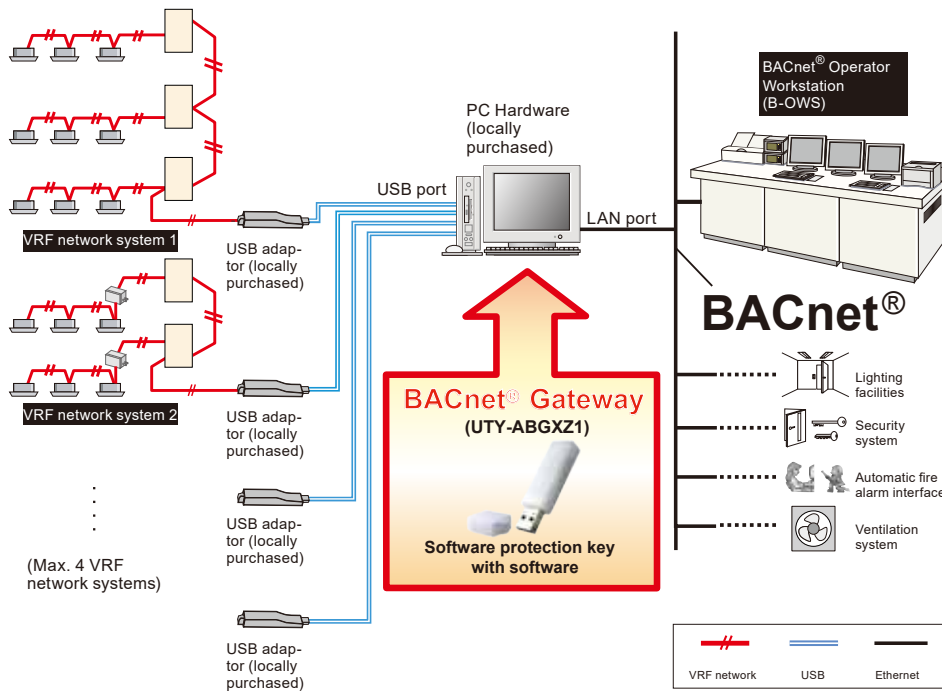 BACnet® Operator
Workstation
(B-OWS)
PC Hardware
(locally
purchased)
USB port
LAN port
VRF network system 1
USB adap-
tor (locally
purchased)
BACnet®
VRF network system 2
USB adap-
tor (locally
purchased)
BACnet® Gateway
(UTY-ABGXZ1)
Software protection key
with software
Lighting
facilities
Security
system
Automatic fire
alarm interface
Ventilation
system
USB adap-
tor (locally
purchased)
(Max. 4 VRF
network systems)
USB adap-
tor (locally
purchased)
VRF network
USB
Ethernet